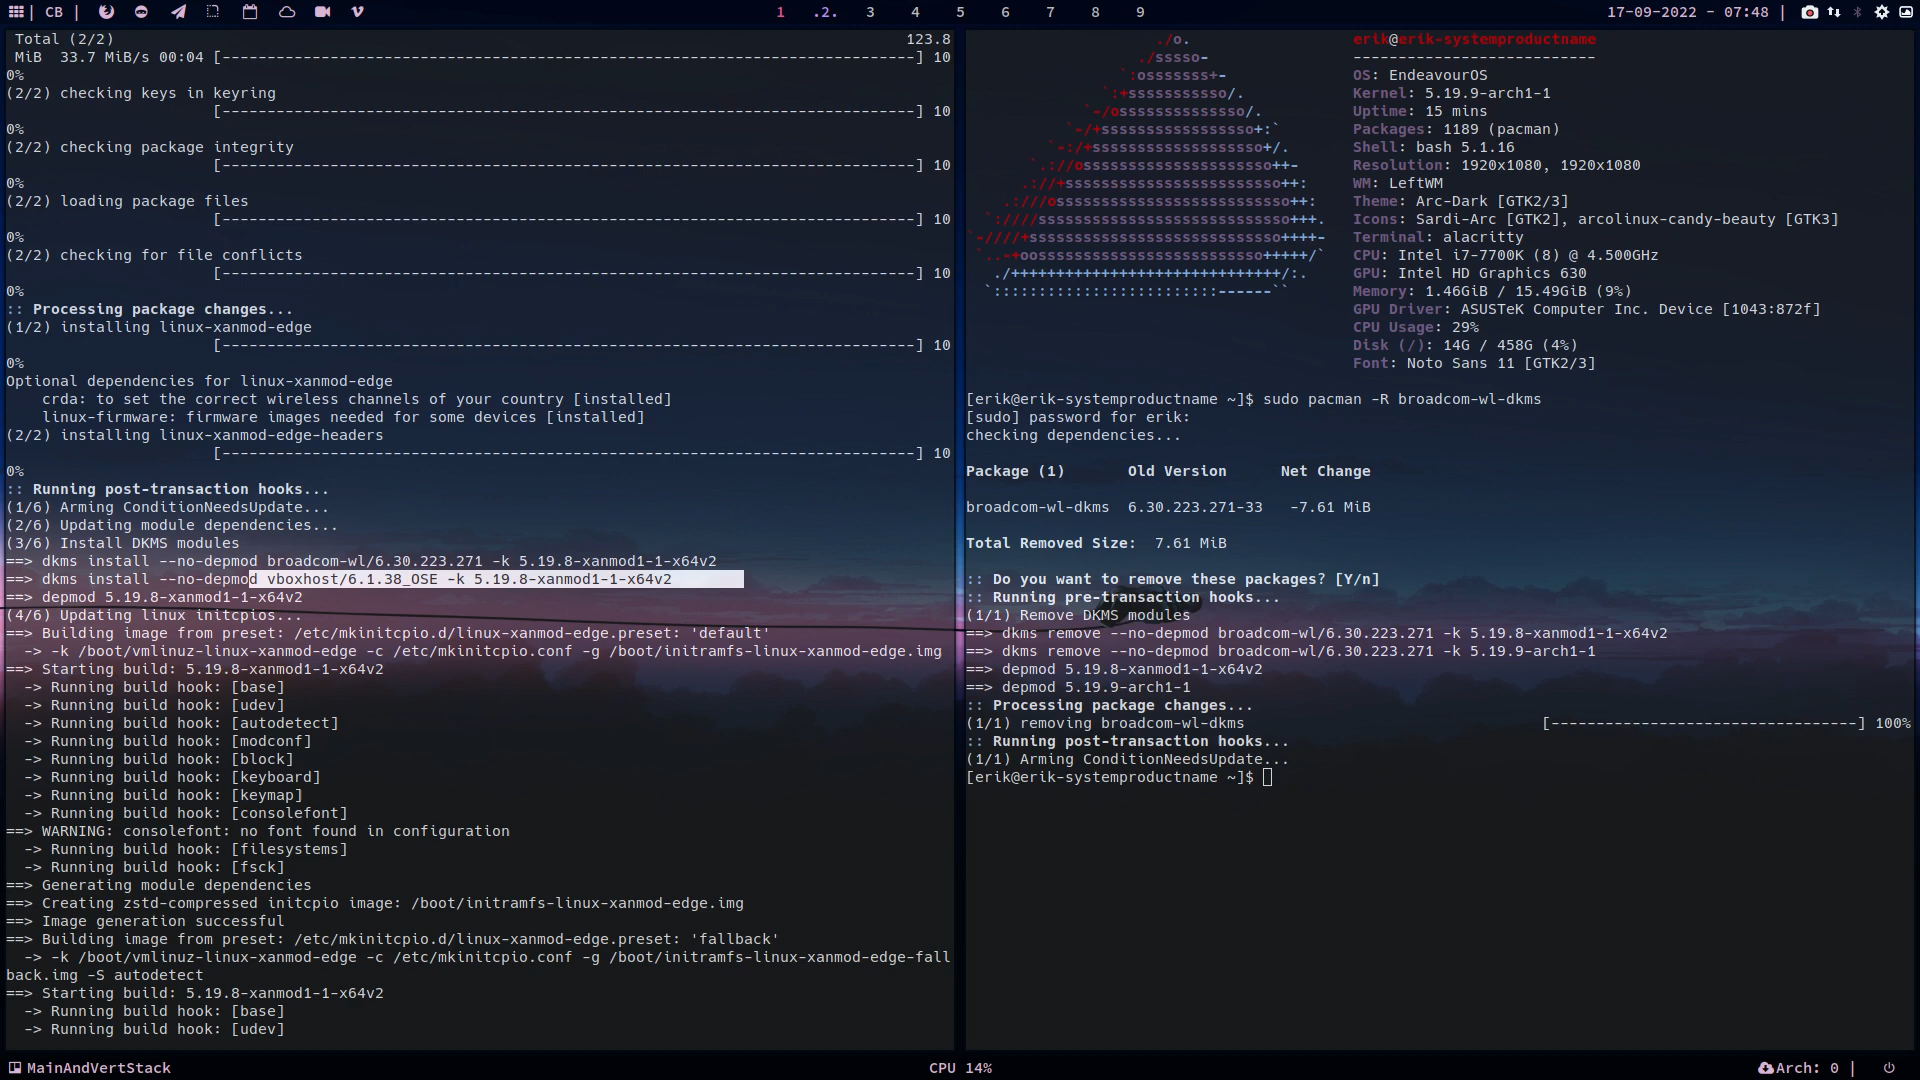 | CB |
1 .2. 3 4 5 6 7 8 9
17-09-2022 - 07:48 |
Total (2/2) 123.8
MiB 33.7 MiB/s 00:04 [-----------------------------------------------------------------------------] 10
0%
(2/2) checking keys in keyring
[-----------------------------------------------------------------------------] 10
0%
(2/2) checking package integrity
[-----------------------------------------------------------------------------] 10
0%
(2/2) loading package files
[-----------------------------------------------------------------------------] 10
0%
(2/2) checking for file conflicts
[-----------------------------------------------------------------------------] 10
0%
:: Processing package changes...
(1/2) installing linux-xanmod-edge
[-----------------------------------------------------------------------------] 10
0%
Optional dependencies for linux-xanmod-edge
crda: to set the correct wireless channels of your country [installed]
linux-firmware: firmware images needed for some devices [installed]
(2/2) installing linux-xanmod-edge-headers
[-----------------------------------------------------------------------------] 10
0%
:: Running post-transaction hooks...
(1/6) Arming ConditionNeedsUpdate...
(2/6) Updating module dependencies...
(3/6) Install DKMS modules
==> dkms install --no-depmod broadcom-wl/6.30.223.271 -k 5.19.8-xanmod1-1-x64v2
==> dkms install --no-depmod vboxhost/6.1.38_OSE -k 5.19.8-xanmod1-1-x64v2
==> depmod 5.19.8-xanmod1-1-x64v2
(4/6) Updating linux initcpios...
==> Building image from preset: /etc/mkinitcpio.d/linux-xanmod-edge.preset: 'default'
-> -k /boot/vmlinuz-linux-xanmod-edge -c /etc/mkinitcpio.conf -g /boot/initramfs-linux-xanmod-edge.img
==> Starting build: 5.19.8-xanmod1-1-x64v2
-> Running build hook: [base]
-> Running build hook: [udev]
-> Running build hook: [autodetect]
-> Running build hook: [modconf]
-> Running build hook: [block]
-> Running build hook: [keyboard]
-> Running build hook: [keymap]
-> Running build hook: [consolefont]
==> WARNING: consolefont: no font found in configuration
-> Running build hook: [filesystems]
-> Running build hook: [fsck]
==> Generating module dependencies
==> Creating zstd-compressed initcpio image: /boot/initramfs-linux-xanmod-edge.img
==> Image generation successful
==> Building image from preset: /etc/mkinitcpio.d/linux-xanmod-edge.preset: 'fallback'
-> -k /boot/vmlinuz-linux-xanmod-edge -c /etc/mkinitcpio.conf -g /boot/initramfs-linux-xanmod-edge-fall
back.img -S autodetect
==> Starting build: 5.19.8-xanmod1-1-x64v2
-> Running build hook: [base]
-> Running build hook: [udev]
erik@erik-systemproductname
---------------------------
OS: EndeavourOS
Kernel: 5.19.9-arch1-1
Uptime: 15 mins
Packages: 1189 (pacman)
Shell: bash 5.1.16
Resolution: 1920x1080, 1920x1080
WM: LeftWM
Theme: Arc-Dark [GTK2/3]
Icons: Sardi-Arc [GTK2], arcolinux-candy-beauty [GTK3]
Terminal: alacritty
CPU: Intel i7-7700K (8) @ 4.500GHz
GPU: Intel HD Graphics 630
Memory: 1.46GiB / 15.49GiB (9%)
GPU Driver: ASUSTeK Computer Inc. Device [1043:872f]
CPU Usage: 29%
Disk (/): 14G / 458G (4%)
Font: Noto Sans 11 [GTK2/3]
[erik@erik-systemproductname ~]$ sudo pacman -R broadcom-wl-dkms
[sudo] password for erik:
checking dependencies...
Package (1) Old Version Net Change
broadcom-wl-dkms 6.30.223.271-33 -7.61 MiB
Total Removed Size: 7.61 MiB
:: Do you want to remove these packages? [Y/n]
:: Running pre-transaction hooks...
(1/1) Remove DKMS modules
==> dkms remove --no-depmod broadcom-wl/6.30.223.271 -k 5.19.8-xanmod1-1-x64v2
==> dkms remove --no-depmod broadcom-wl/6.30.223.271 -k 5.19.9-arch1-1
==> depmod 5.19.8-xanmod1-1-x64v2
==> depmod 5.19.9-arch1-1
:: Processing package changes...
(1/1) removing broadcom-wl-dkms [----------------------------------] 100%
:: Running post-transaction hooks...
(1/1) Arming ConditionNeedsUpdate...
[erik@erik-systemproductname ~]$
MainAndVertStack
CPU 14%
Arch: 0 |